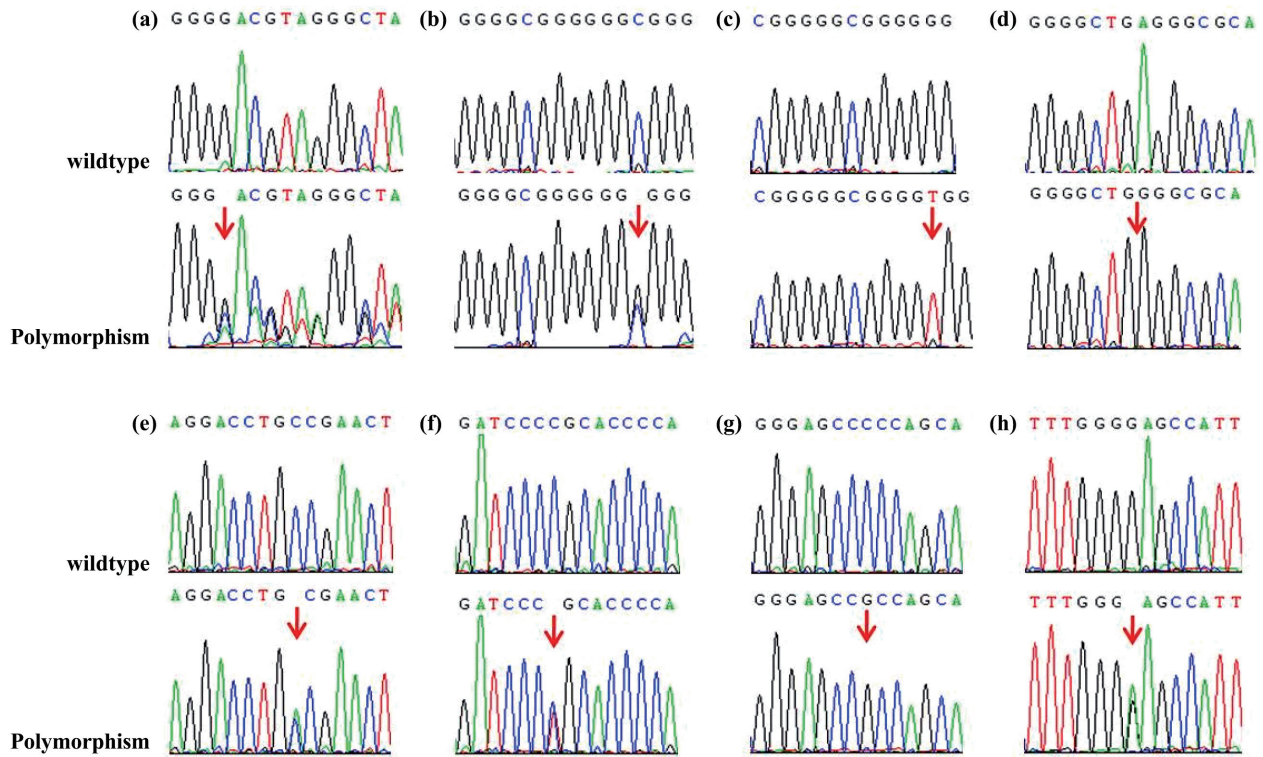 (a) (b) (c) (d)
GGGGACGTAGGGCTA GGGGCGGGGGGCGGG CGGGGGCGGGGGG GGGGCTGAGGGCGCA
wildtype
GGG ACGTAGGGCTA GGGGCGGGGGG GGG CGGGGGCGGGGTGG GGGGCTGGGGCGCA
Polymorphism
(e) (f) (g) (h)
AGGACCTGCCGAACT GATCCCCGCACCCCA GGGAGCCCCCAGCA TTTGGGGAGCCATT
wildtype
AGGACCTG CGAACT GATCCC GCACCCCA GGGAGCCGCCAGCA TTTGGG AGCCATT
Polymorphism